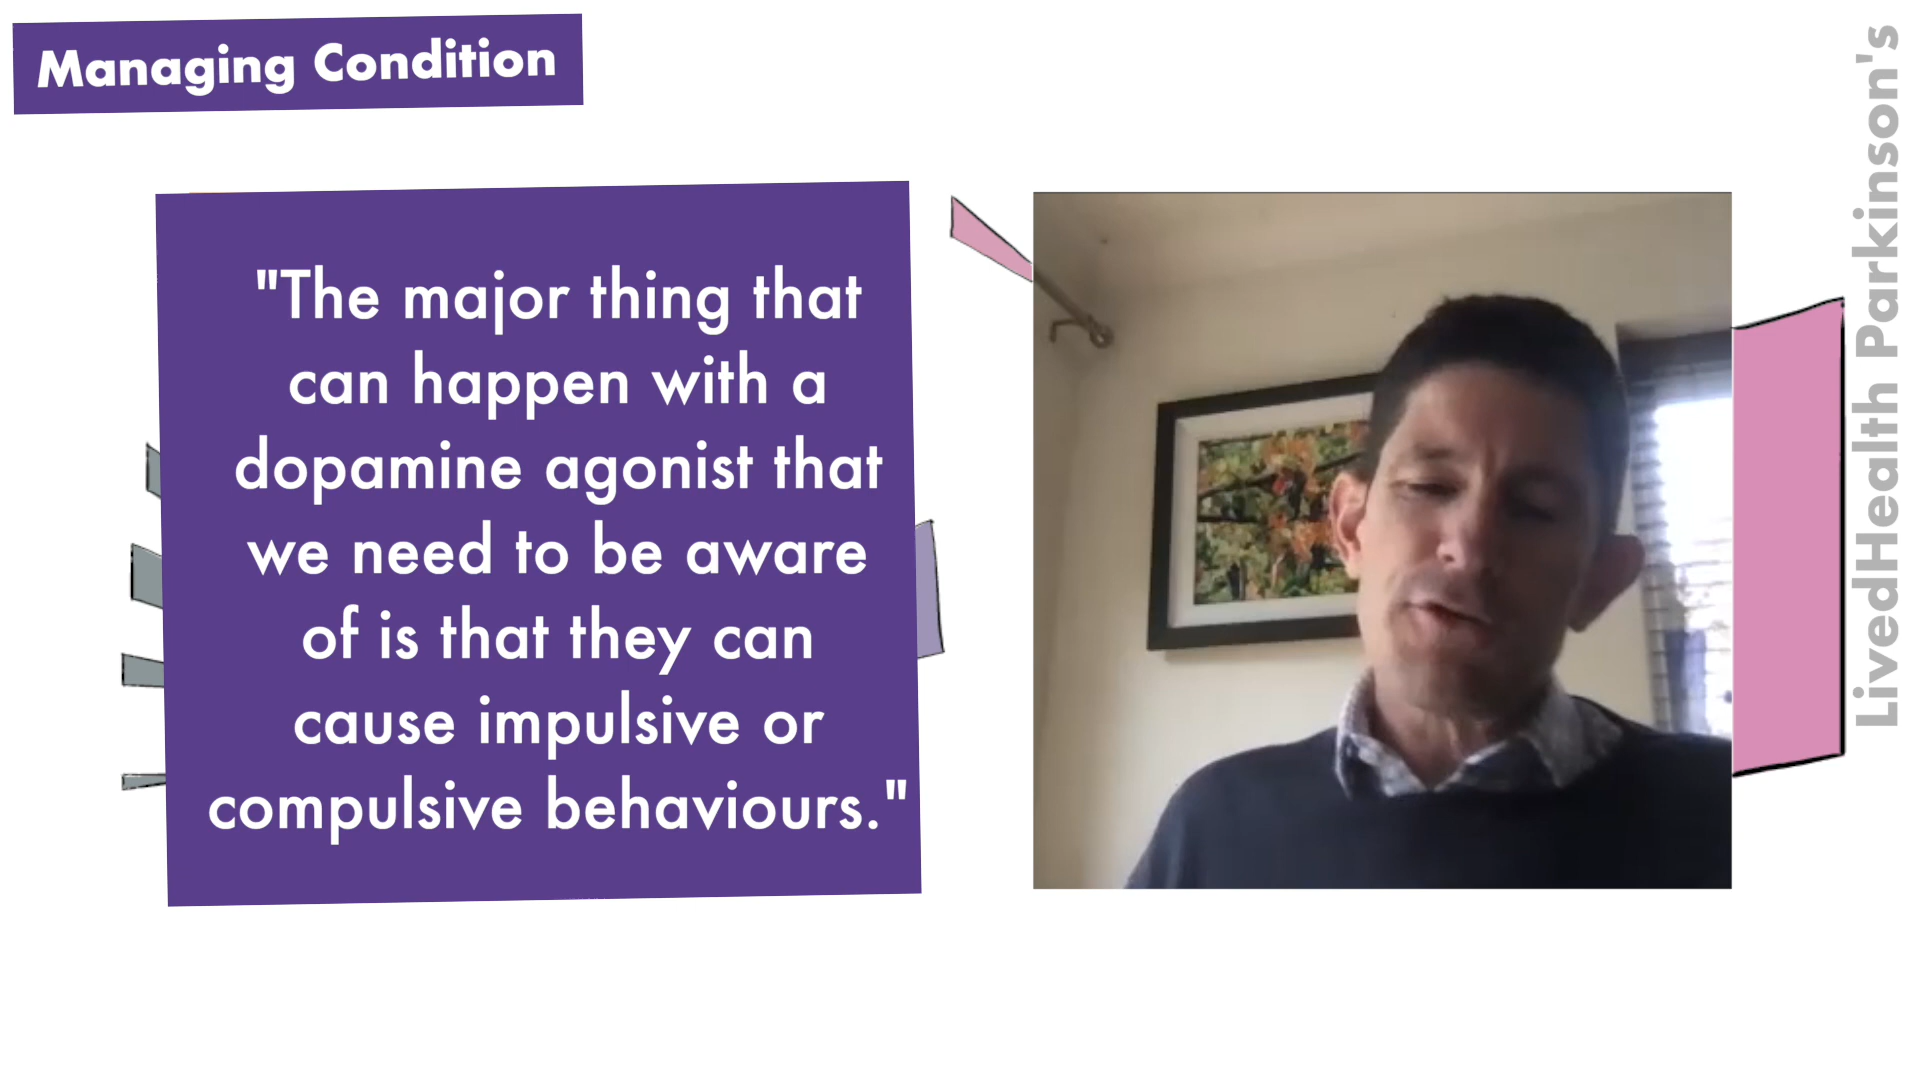 Managing Condition
"The major thing that
can happen with a
dopamine agonist that
we need to be aware
of is that they can
cause impulsive or
compulsive behaviours."
LivedHealth Parkinson's